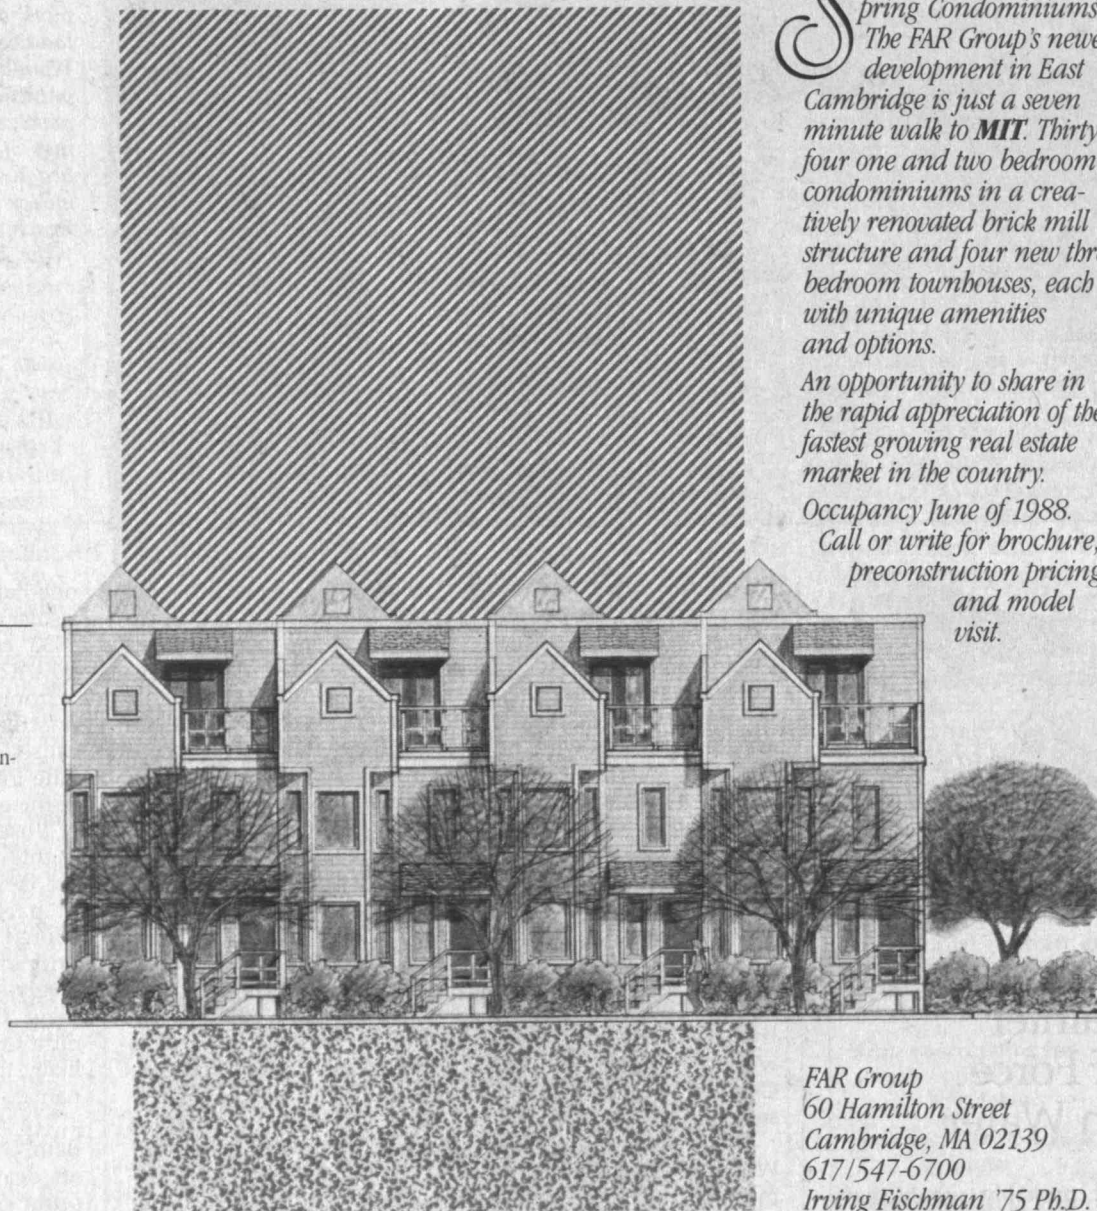 Spring Condominiums
The FAR Group's newe
development in East
Cambridge is just a seven
minute walk to MIT. Thirty
four one and two bedroom
condominiums in a crea-
tively renovated brick mill
structure and four new thr
bedroom townhouses, each
with unique amenities
and options.
An opportunity to share in
the rapid appreciation of the
fastest growing real estate
market in the country.
Occupancy June of 1988.
Call or write for brochure,
preconstruction pricing
and model
visit.
n-
FAR Group
60 Hamilton Street
Cambridge, MA 02139
617/547-6700
Irving Fischman '75 Ph.D.